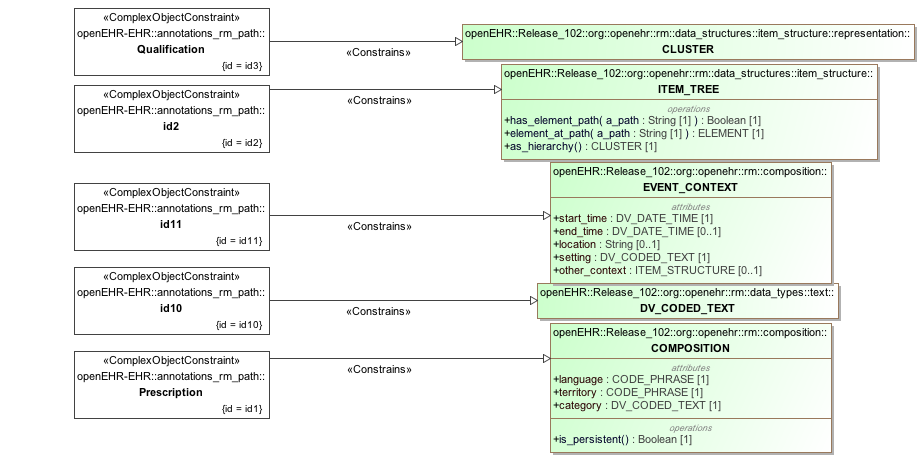 «ComplexObjectConstraint»
openEHR-EHR::annotations_rm_path::
Qualification
{id = id3}
«Constrains»
openEHR::Release_102::org::openehr::rm::data_structures::item_structure::representation::
CLUSTER
«ComplexObjectConstraint»
openEHR-EHR::annotations_rm_path::
id2
{id = id2}
«Constrains»
openEHR::Release_102::org::openehr::rm::data_structures::item_structure::
ITEM_TREE
operations
+has_element_path( a_path : String [1] ) : Boolean [1]
+element_at_path( a_path : String [1] ) : ELEMENT [1]
+as_hierarchy() : CLUSTER [1]
«ComplexObjectConstraint»
openEHR-EHR::annotations_rm_path::
id11
{id = id11}
«Constrains»
openEHR::Release_102::org::openehr::rm::composition::
EVENT_CONTEXT
attributes
+start_time : DV_DATE_TIME [1]
+end_time : DV_DATE_TIME [0..1]
+location : String [0..1]
+setting : DV_CODED_TEXT [1]
+other_context : ITEM_STRUCTURE [0..1]
«ComplexObjectConstraint»
openEHR-EHR::annotations_rm_path::
id10
{id = id10}
«Constrains»
openEHR::Release_102::org::openehr::rm::data_types::text::
DV_CODED_TEXT
«ComplexObjectConstraint»
openEHR-EHR::annotations_rm_path::
Prescription
{id = id1}
«Constrains»
openEHR::Release_102::org::openehr::rm::composition::
COMPOSITION
attributes
+language : CODE_PHRASE [1]
+territory : CODE_PHRASE [1]
+category : DV_CODED_TEXT [1]
operations
+is_persistent() : Boolean [1]